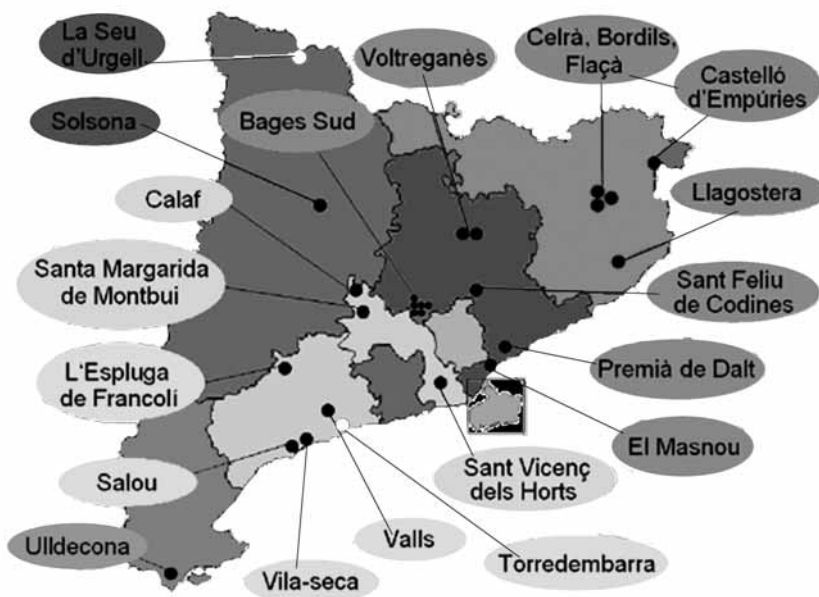 La Seu
d'Urgell
Voltreganès
Celrà, Bordils,
Flaçà
Castelló
d'Empúries
Solsona
Bages Sud
Calaf
Llagostera
Santa Margarida
de Montbui
Sant Feliu
de Codines
L'Espluga
de Francolí
Premià de Dalt
El Masnou
Salou
Sant Vicenç
dels Horts
Ulldecona
Valls
Vila-seca
Torredembarra